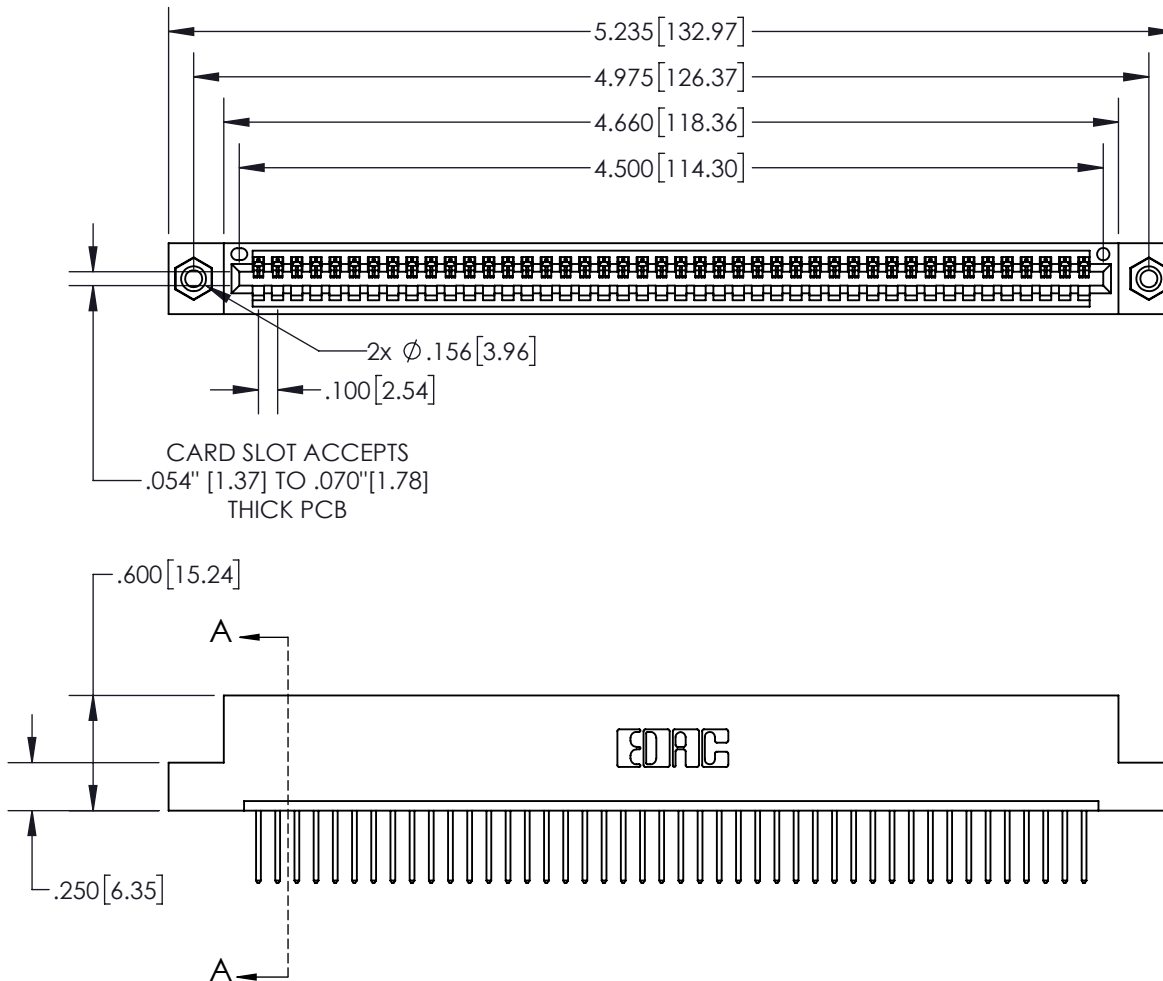 5.235[132.97]
4.975[126.37]
4.660[118.36]
4.500[114.30]
2x Ø.156[3.96]
.100[2.54]
CARD SLOT ACCEPTS
.054" [1.37] TO .070"[1.78]
THICK PCB
.600[15.24]
A
EDAC
.250[6.35]
A